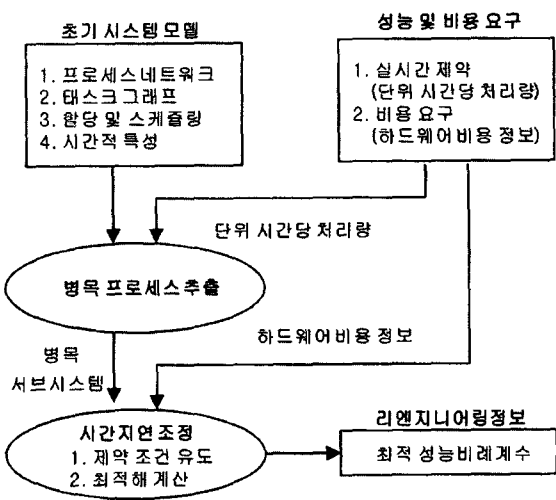 초기 시스템 모델
1. 프로세스네트워크
2. 태스크그래프
3. 할당 및 스케쥴링
4. 시간적 특성
성능 및 비용 요구
1. 실시간 제약
(단위 시간당 처리량)
2. 비용 요구
(하드웨어비용 정보)
단위 시간당 처리량
병목 프로세스추출
하드웨어비용 정보
병목
서브시스템
시간지연조정
1. 제약 조건 유도
2. 최적해 계산
리엔지니어링정보
최적 성능비례계수